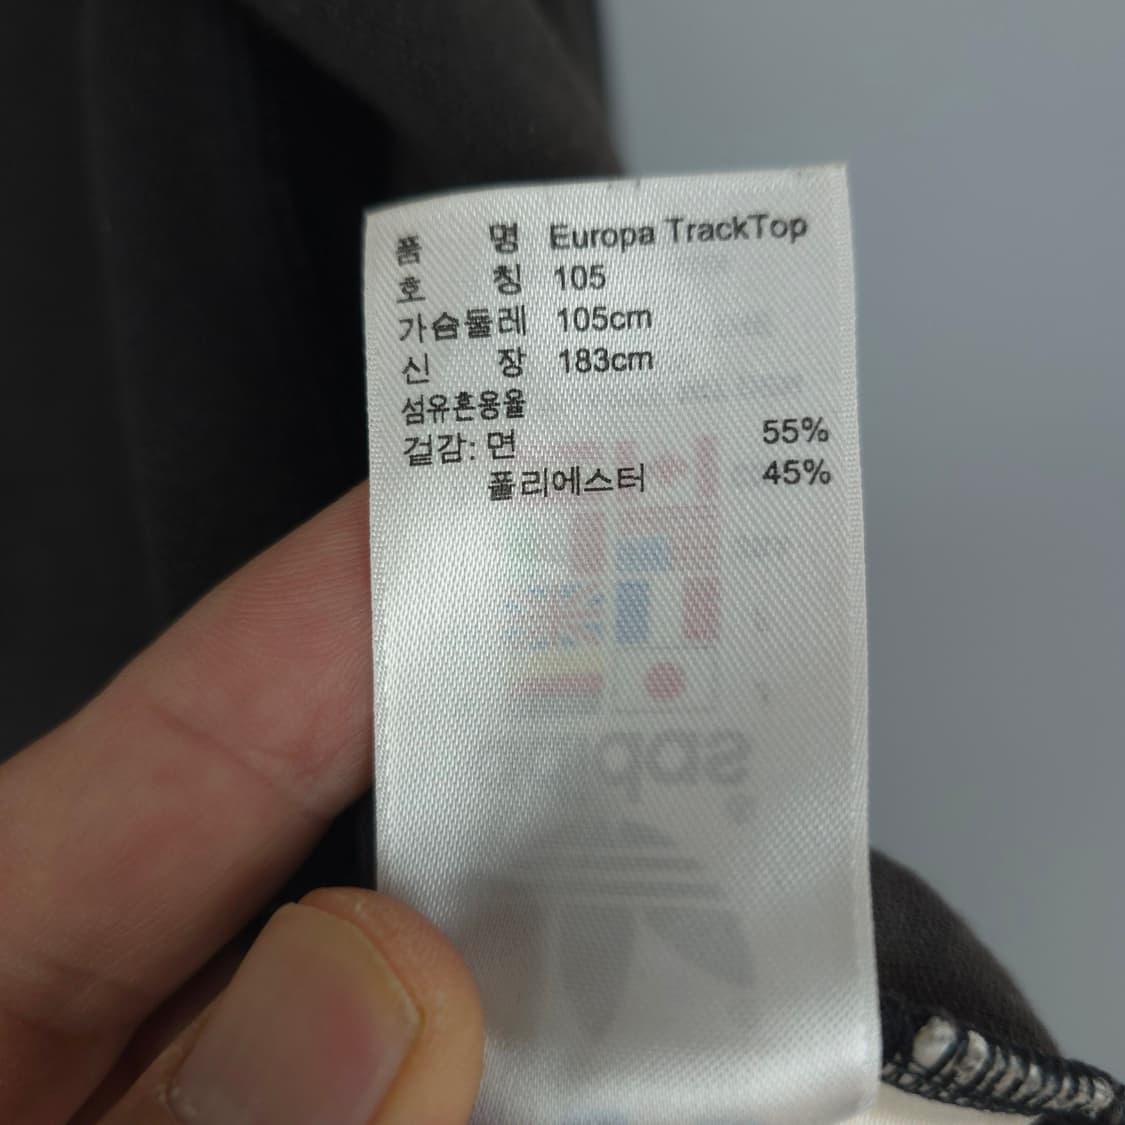 품 명 Europa TrackTop
호 칭 105
가슴둘레 105cm
신 장 183cm
섬유혼용율
겉감: 면 55%
폴리에스터 45%